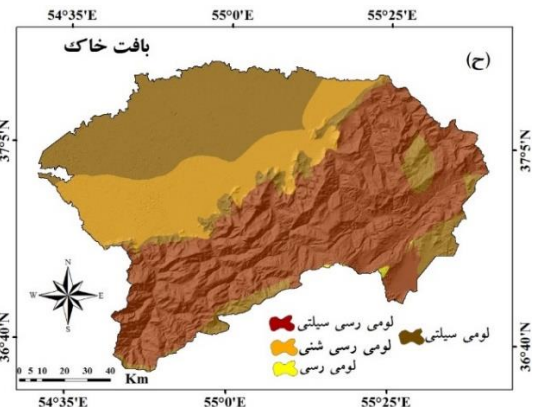 54°35'E 55°0'E 55°25'E
بافت خاک
(ح)
37°5'N 37°5'N
N
W E
S
لومی رسی سیلتی
لومی سیلتی
لومی رسی شنی
لومی رسی
36°40'N 36°40'N
0 5 10 20 30 40 Km
54°35'E 55°0'E 55°25'E